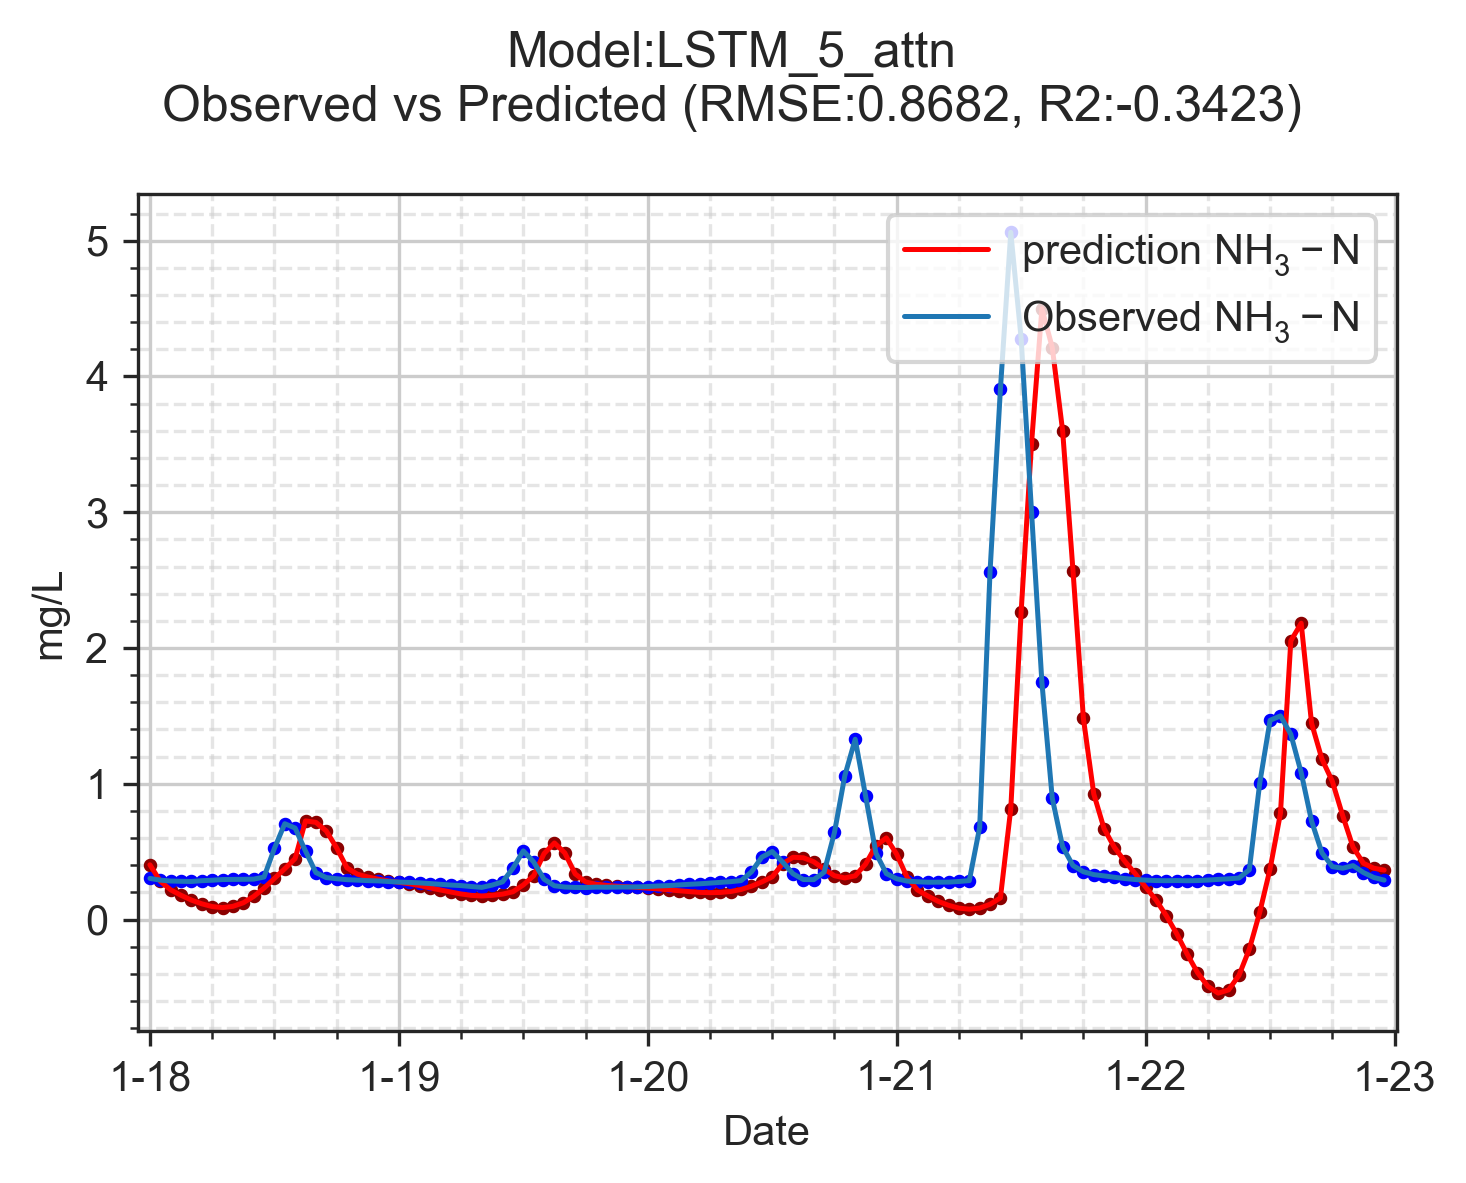 Model:LSTM_5_attn
Observed vs Predicted (RMSE:0.8682, R2:-0.3423)
prediction NH₃ − N
Observed NH₃ − N
5
4
3
2
1
0
mg/L
1-18 1-19 1-20 1-21 1-22 1-23
Date